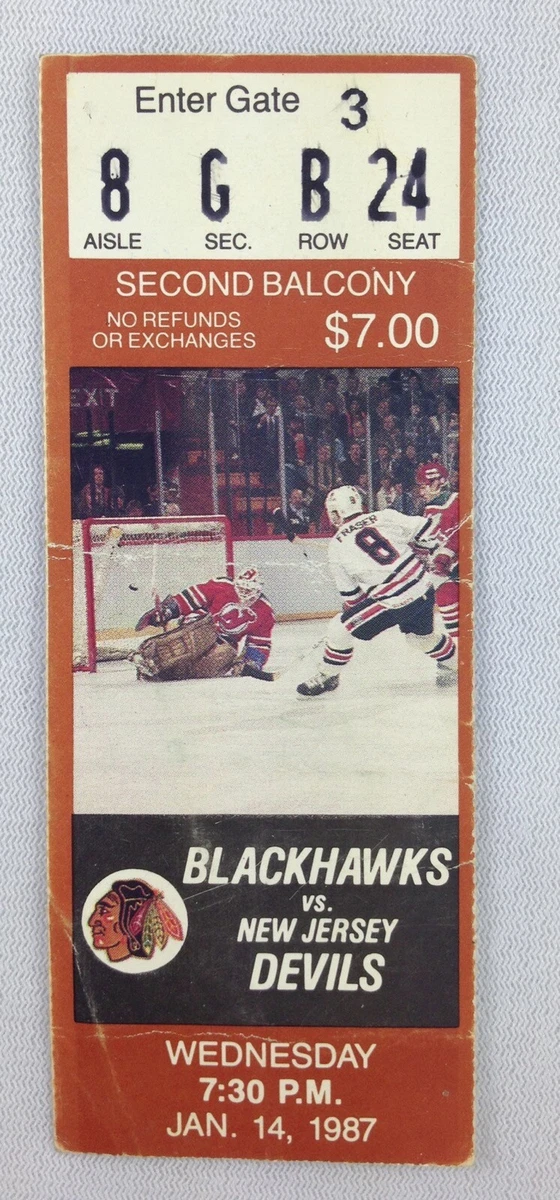 Enter Gate 3
8 G B 24
AISLE SEC. ROW SEAT
SECOND BALCONY
NO REFUNDS
OR EXCHANGES
$7.00
EXIT
FRASER
8
BLACKHAWKS
VS.
NEW JERSEY
DEVILS
WEDNESDAY
7:30 P.M.
JAN. 14, 1987